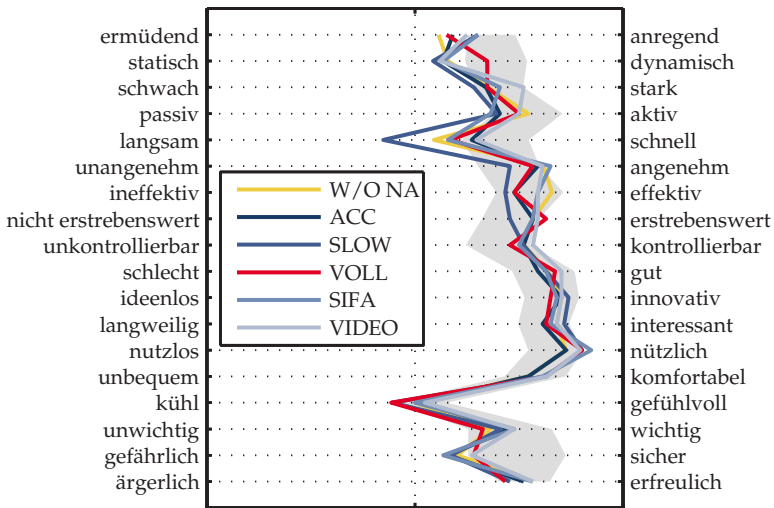 ermüdend anregend
statisch dynamisch
schwach stark
passiv aktiv
langsam schnell
unangenehm angenehm
ineffektiv effektiv
nicht erstrebenswert erstrebenswert
unkontrollierbar kontrollierbar
schlecht gut
ideenlos innovativ
langweilig interessant
nutzlos nützlich
unbequem komfortabel
kühl gefühlvoll
unwichtig wichtig
gefährlich sicher
ärgerlich erfreulich
W/O NA
ACC
SLOW
VOLL
SIFA
VIDEO